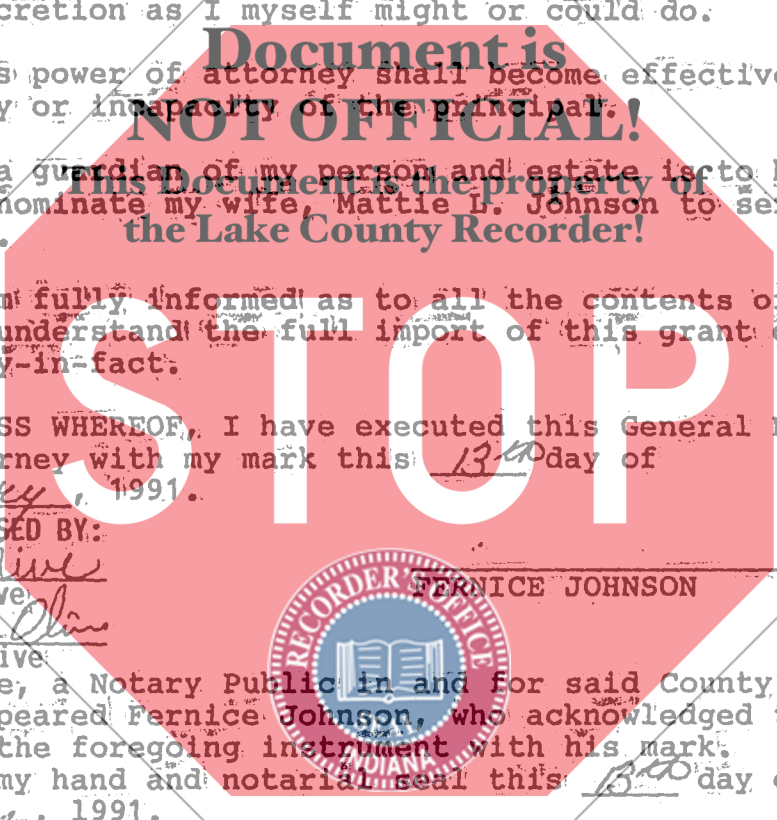 cretion as I myself might or could do.
Document is
s power of attorney shall become effective
y or incapacity of the principal.
NOT OFFICIAL!
a guardian of my person and estate is to
This Document is the property of
nominate my wife, Mattie L. Johnson to se
the Lake County Recorder!
m fully informed as to all the contents o
understand the full import of this grant
y-in-fact.
STOP
SS WHEREOF, I have executed this General
rney with my mark this 13th day of
, 1991.
SED BY:
FERNICE JOHNSON
ive
RECORDER'S OFFICE
SEAL
INDIANA
e, a Notary Public in and for said County
peared Fernice Johnson, who acknowledged
the foregoing instrument with his mark.
my hand and notarial seal this 13th day
, 1991.